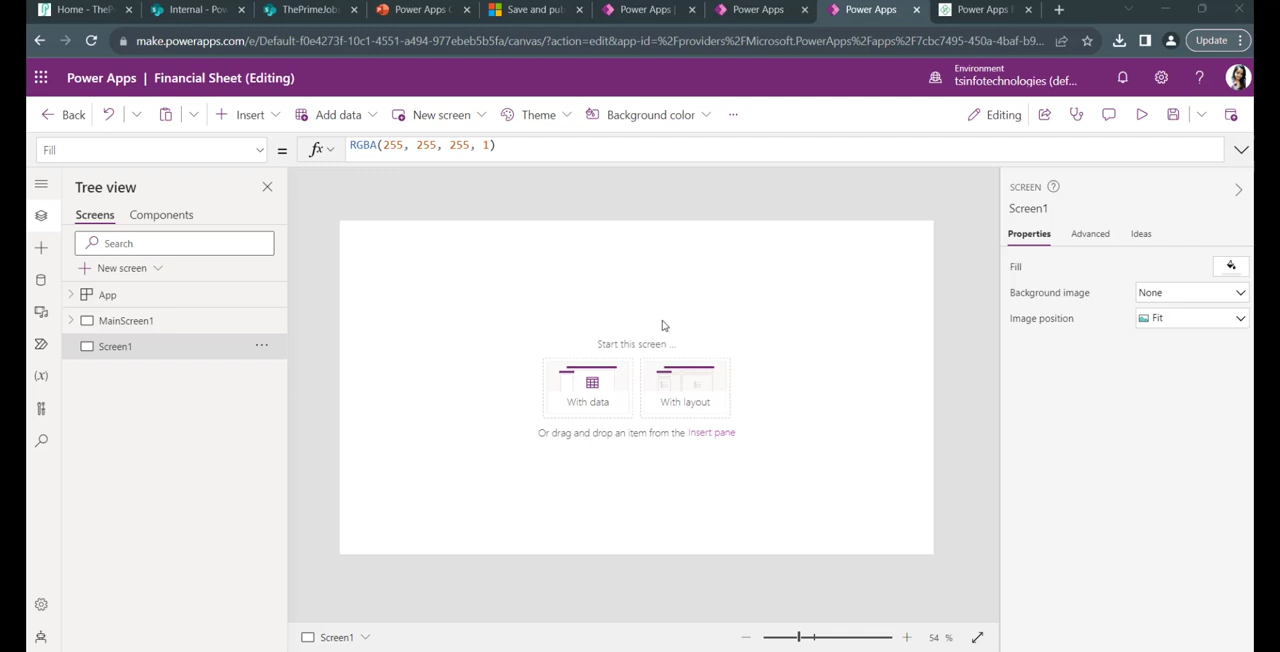 Home - TheP
Internal - Pow
ThePrimeJob
Power Apps C
Save and pub
Power Apps |
Power Apps
Power Apps
Power Apps I
make.powerapps.com/e/Default-f0e4273f-10c1-4551-a494-977ebeb5b5fa/canvas/?action=edit&app-id=%2Fproviders%2FMicrosoft.PowerApps%2Fapps%2F7cbc7495-450a-4baf-b9...
Update
Power Apps | Financial Sheet (Editing)
Environment
tsinfotechnologies (def...
Back
Insert
Add data
New screen
Theme
Background color
Editing
Fill
= fx
RGBA(255, 255, 255, 1)
Tree view
Screens
Components
Search
New screen
App
MainScreen1
Screen1
Start this screen ...
With data
With layout
Or drag and drop an item from the Insert pane
SCREEN
Screen1
Properties
Advanced
Ideas
Fill
Background image
None
Image position
Fit
(x)
Screen1
54 %